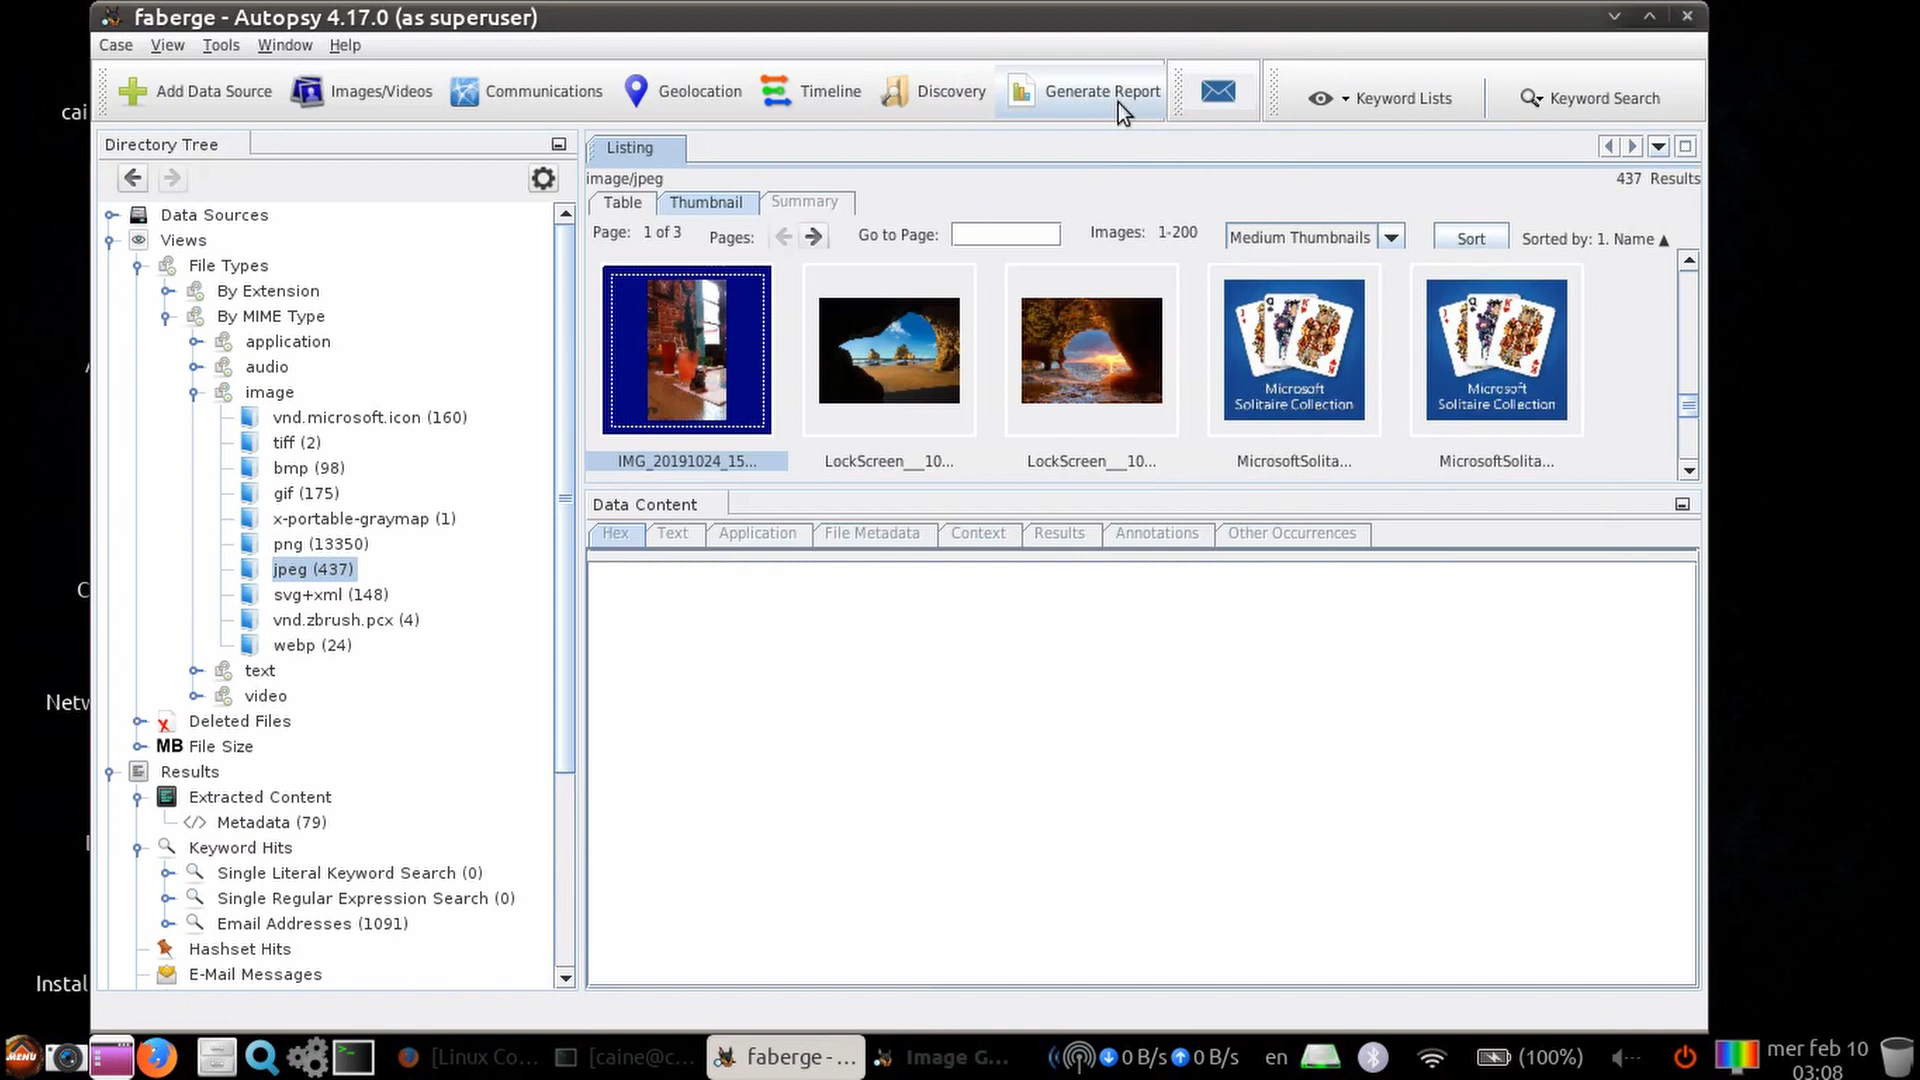 faberge - Autopsy 4.17.0 (as superuser)
Case View Tools Window Help
Add Data Source Images/Videos Communications Geolocation Timeline Discovery Generate Report Keyword Lists Keyword Search
cai
Directory Tree
Listing
image/jpeg 437 Results
Table Thumbnail Summary
Page: 1 of 3 Pages: Go to Page: Images: 1-200 Medium Thumbnails Sort Sorted by: 1. Name ▲
Data Sources
Views
File Types
By Extension
By MIME Type
application
audio
image
vnd.microsoft.icon (160)
tiff (2)
bmp (98)
gif (175)
x-portable-graymap (1)
png (13350)
jpeg (437)
svg+xml (148)
vnd.zbrush.pcx (4)
webp (24)
text
video
Deleted Files
MB File Size
Results
Extracted Content
Metadata (79)
Keyword Hits
Single Literal Keyword Search (0)
Single Regular Expression Search (0)
Email Addresses (1091)
Hashset Hits
E-Mail Messages
Microsoft
Solitaire Collection
Microsoft
Solitaire Collection
IMG_20191024_15... LockScreen___10... LockScreen___10... MicrosoftSolita... MicrosoftSolita...
Data Content
Hex Text Application File Metadata Context Results Annotations Other Occurrences
Netw
Instal
MENU [Linux Co... [caine@c... faberge -... Image G... 0 B/s 0 B/s en (100%) mer feb 10
03:08